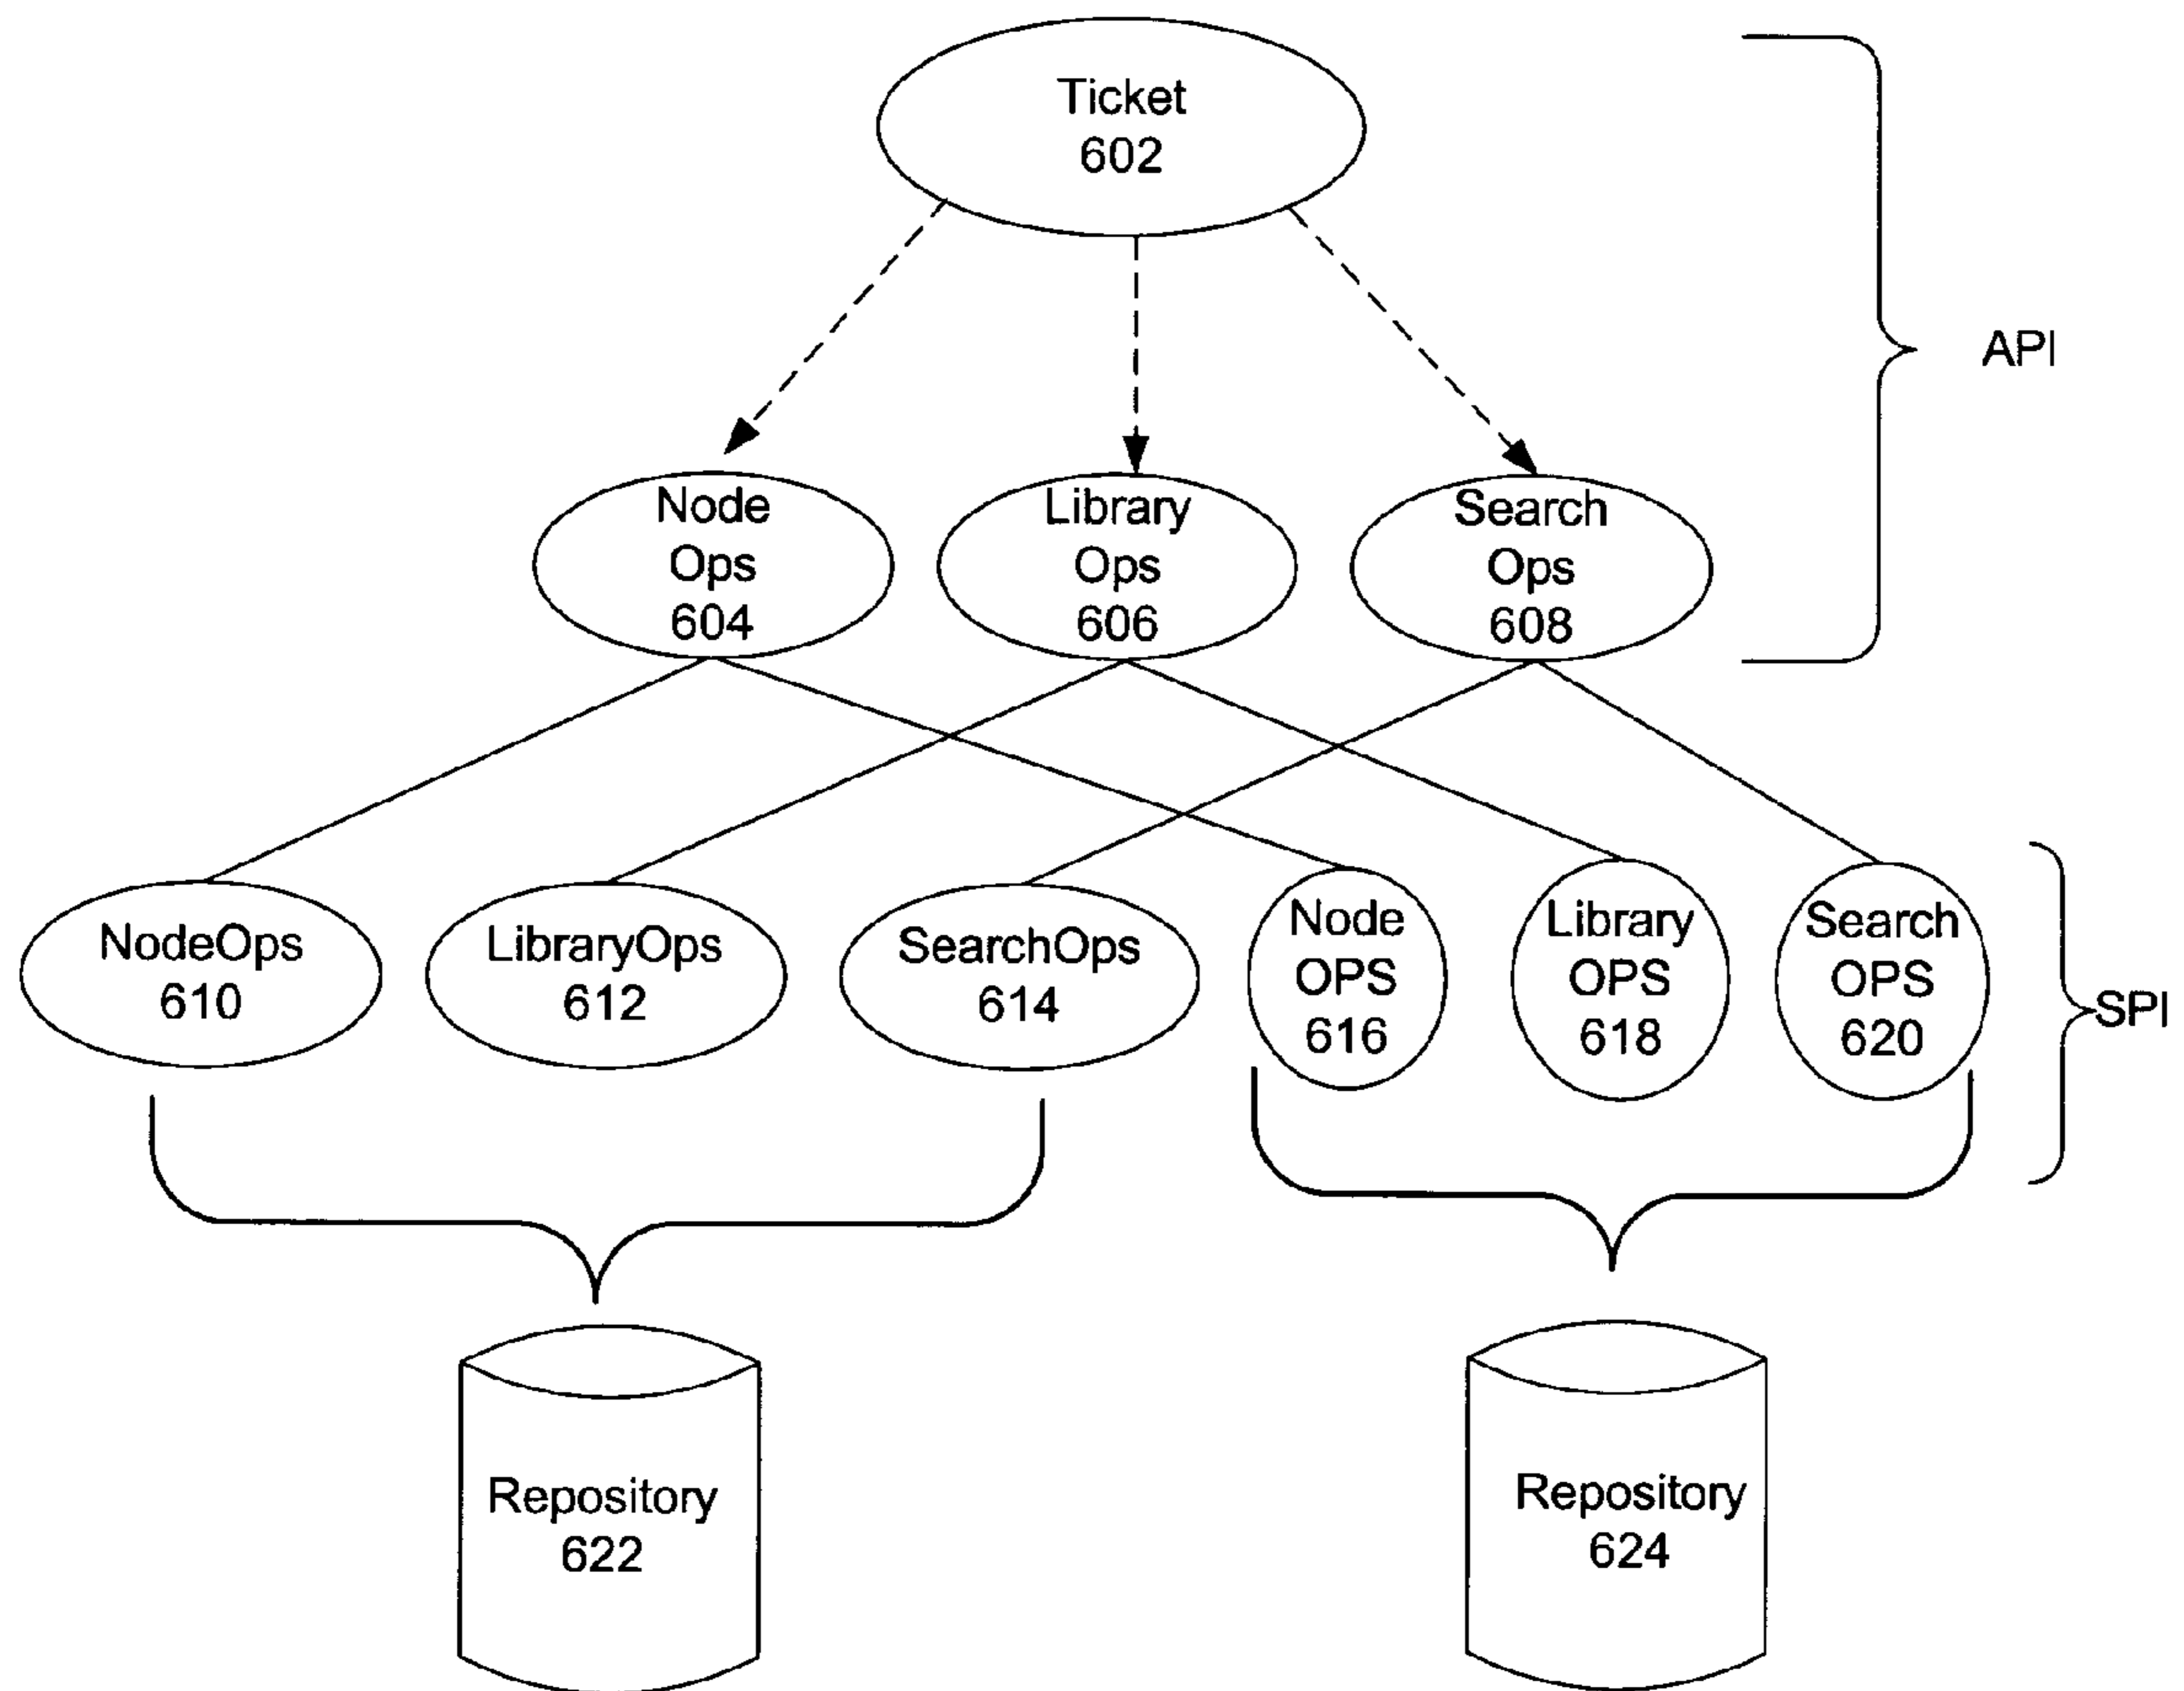 Ticket
602
API
Node
Ops
604
Library
Ops
606
Search
Ops
608
NodeOps
610
LibraryOps
612
SearchOps
614
Node
OPS
616
Library
OPS
618
Search
OPS
620
SPI
Repository
622
Repository
624